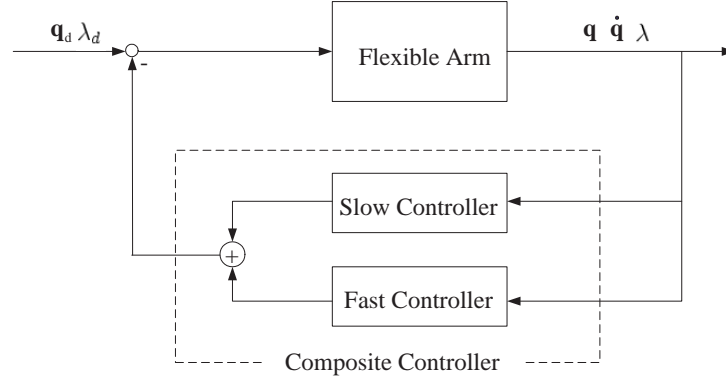 q_d λ_d
-
Flexible Arm
q q̇ λ
Slow Controller
+
Fast Controller
Composite Controller